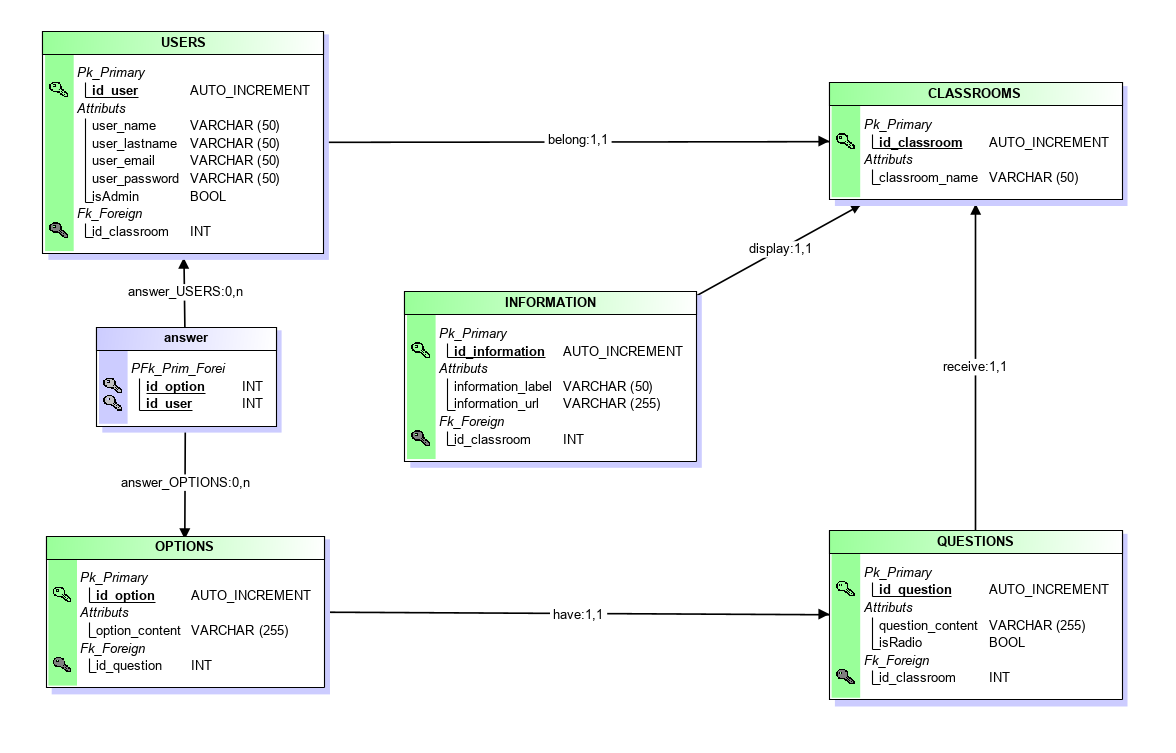 USERS
Pk_Primary
id_user AUTO_INCREMENT
Attributs
user_name VARCHAR (50)
user_lastname VARCHAR (50)
user_email VARCHAR (50)
user_password VARCHAR (50)
isAdmin BOOL
Fk_Foreign
id_classroom INT
belong:1,1
CLASSROOMS
Pk_Primary
id_classroom AUTO_INCREMENT
Attributs
classroom_name VARCHAR (50)
display:1,1
answer_USERS:0,n
answer
PFk_Prim_Forei
id_option INT
id_user INT
answer_OPTIONS:0,n
INFORMATION
Pk_Primary
id_information AUTO_INCREMENT
Attributs
information_label VARCHAR (50)
information_url VARCHAR (255)
Fk_Foreign
id_classroom INT
receive:1,1
OPTIONS
Pk_Primary
id_option AUTO_INCREMENT
Attributs
option_content VARCHAR (255)
Fk_Foreign
id_question INT
have:1,1
QUESTIONS
Pk_Primary
id_question AUTO_INCREMENT
Attributs
question_content VARCHAR (255)
isRadio BOOL
Fk_Foreign
id_classroom INT